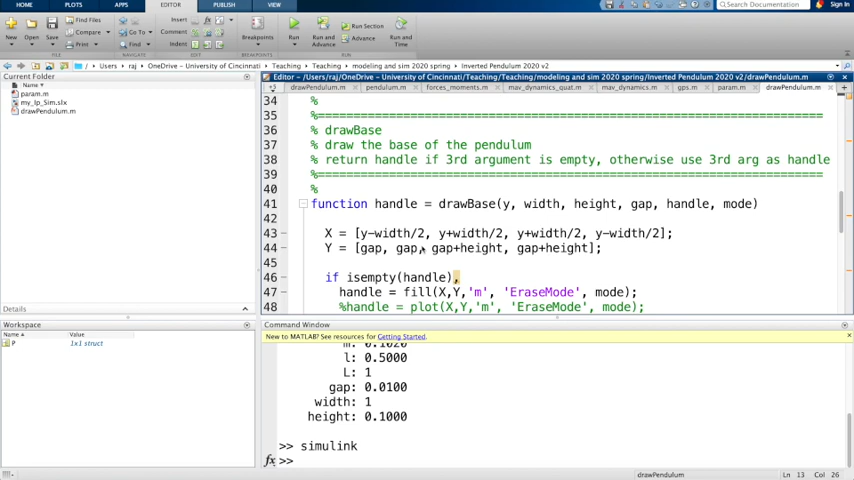 HOME PLOTS APPS EDITOR PUBLISH VIEW
Search Documentation
Sign In
New Open Save
Find Files
Compare
Print
Go To
Find
Insert
Comment
Indent
Breakpoints
Run
Run and Advance
Run Section
Advance
Run and Time
FILE NAVIGATE EDIT BREAKPOINTS RUN
/ Users raj OneDrive - University of Cincinnati Teaching Teaching modeling and sim 2020 spring Inverted Pendulum 2020 v2
Current Folder
Name
param.m
my_Ip_Sim.slx
drawPendulum.m
Details
Workspace
Name Value
P 1x1 struct
Editor - /Users/raj/OneDrive - University of Cincinnati/Teaching/Teaching/modeling and sim 2020 spring/Inverted Pendulum 2020 v2/drawPendulum.m
drawPendulum.m pendulum.m forces_moments.m mav_dynamics_quat.m mav_dynamics.m gps.m param.m drawPendulum.m
34 %
35 %=======================================================================
36 % drawBase
37 % draw the base of the pendulum
38 % return handle if 3rd argument is empty, otherwise use 3rd arg as handle
39 %=======================================================================
40 %
41 function handle = drawBase(y, width, height, gap, handle, mode)
42
43 X = [y-width/2, y+width/2, y+width/2, y-width/2];
44 Y = [gap, gap, gap+height, gap+height];
45
46 if isempty(handle),
47 handle = fill(X,Y,'m', 'EraseMode', mode);
48 %handle = plot(X,Y,'m', 'EraseMode', mode);
Command Window
New to MATLAB? See resources for Getting Started.
m: 0.1020
l: 0.5000
L: 1
gap: 0.0100
width: 1
height: 0.1000
>> simulink
fx >>
drawPendulum Ln 13 Col 26